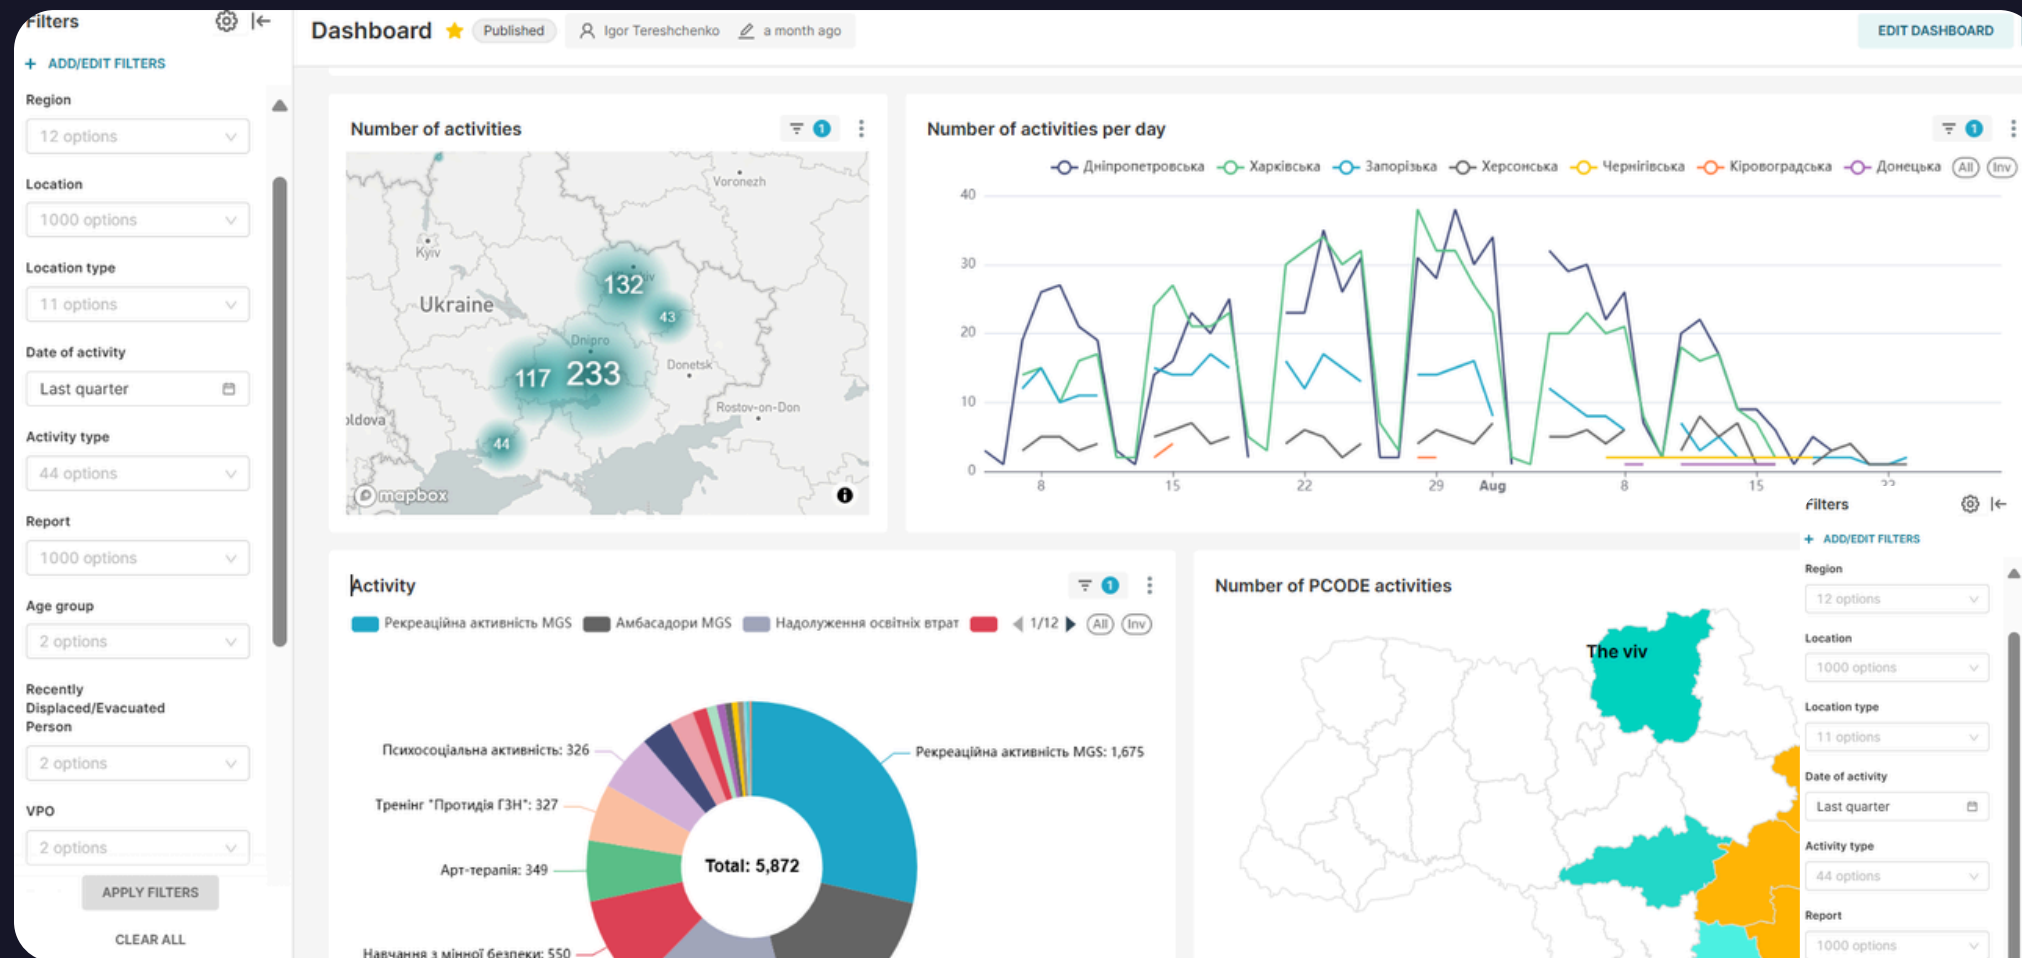 Filters
+ ADD/EDIT FILTERS
Region
12 options
Location
1000 options
Location type
11 options
Date of activity
Last quarter
Activity type
44 options
Report
1000 options
Age group
2 options
Recently
Displaced/Evacuated
Person
2 options
VPO
2 options
APPLY FILTERS
CLEAR ALL
Dashboard Published Igor Tereshchenko a month ago
EDIT DASHBOARD
Number of activities 1
Voronezh
Kyiv
Ukraine
132
43
Dnipro
117 233
Donetsk
Rostov-on-Don
44
mapbox
Number of activities per day 1
Дніпропетровська Харківська Запорізька Херсонська Чернігівська Кіровоградська Донецька All Inv
40
30
20
10
0
8 15 22 29 Aug 8 15 22
Activity 1
Рекреаційна активність MGS Амбасадори MGS Надолуження освітніх втрат 1/12 All Inv
Психосоціальна активність: 326
Рекреаційна активність MGS: 1,675
Тренінг "Протидія ГЗН": 327
Арт-терапія: 349
Total: 5,872
Навчання з мінної безпеки: 550
Number of PCODE activities
The viv
Filters
+ ADD/EDIT FILTERS
Region
12 options
Location
1000 options
Location type
11 options
Date of activity
Last quarter
Activity type
44 options
Report
1000 options